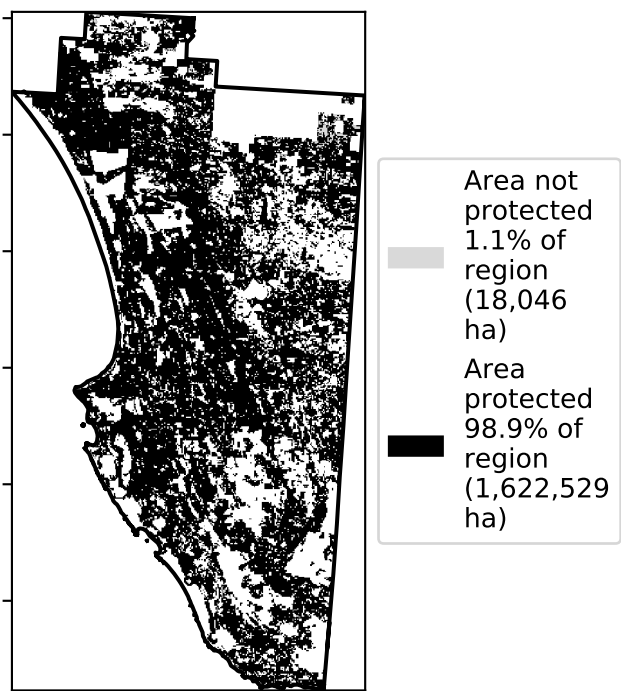 Area not
protected
1.1% of
region
(18,046
ha)
Area
protected
98.9% of
region
(1,622,529
ha)